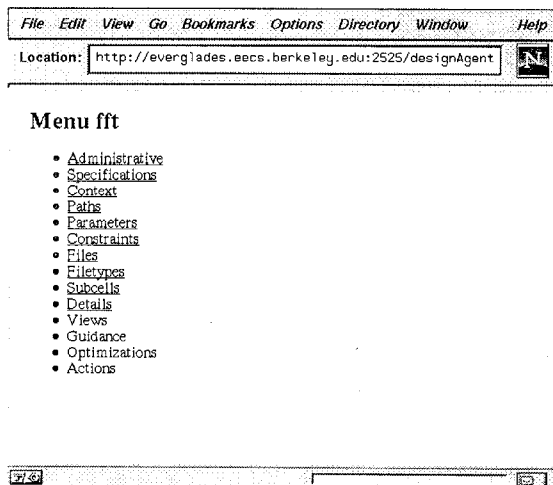 File Edit View Go Bookmarks Options Directory Window Help
Location: http://everglades.eecs.berkeley.edu:2525/designAgent
N
Menu fft
• Administrative
• Specifications
• Context
• Paths
• Parameters
• Constraints
• Files
• Filetypes
• Subcells
• Details
• Views
• Guidance
• Optimizations
• Actions